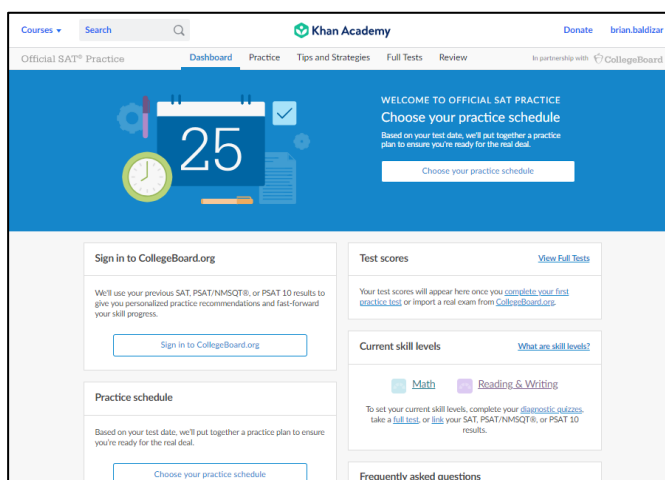 Courses
Search
Khan Academy
Donate
brian.baldizar
Official SAT® Practice
Dashboard
Practice
Tips and Strategies
Full Tests
Review
In partnership with CollegeBoard
25
WELCOME TO OFFICIAL SAT PRACTICE
Choose your practice schedule
Based on your test date, we'll put together a practice
plan to ensure you're ready for the real deal.
Choose your practice schedule
Sign in to CollegeBoard.org
We'll use your previous SAT, PSAT/NMSQT®, or PSAT 10 results to
give you personalized practice recommendations and fast-forward
your skill progress.
Sign in to CollegeBoard.org
Practice schedule
Based on your test date, we'll put together a practice plan to ensure
you're ready for the real deal.
Choose your practice schedule
Test scores
View Full Tests
Your test scores will appear here once you complete your first
practice test or import a real exam from CollegeBoard.org.
Current skill levels
What are skill levels?
Math
Reading & Writing
To set your current skill levels, complete your diagnostic quizzes,
take a full test, or link your SAT, PSAT/NMSQT®, or PSAT 10
results.
Frequently asked questions